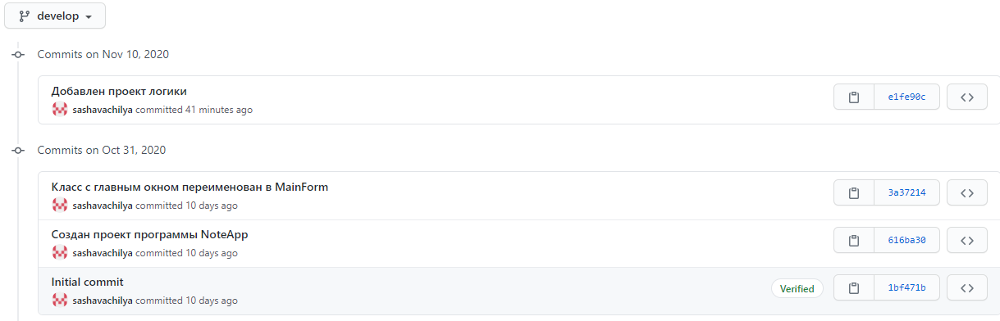 develop
Commits on Nov 10, 2020
Добавлен проект логики
e1fe90c
sashavachilya committed 41 minutes ago
Commits on Oct 31, 2020
Класс с главным окном переименован в MainForm
3a37214
sashavachilya committed 10 days ago
Создан проект программы NoteApp
616ba30
sashavachilya committed 10 days ago
Initial commit
Verified
1bf471b
sashavachilya committed 10 days ago